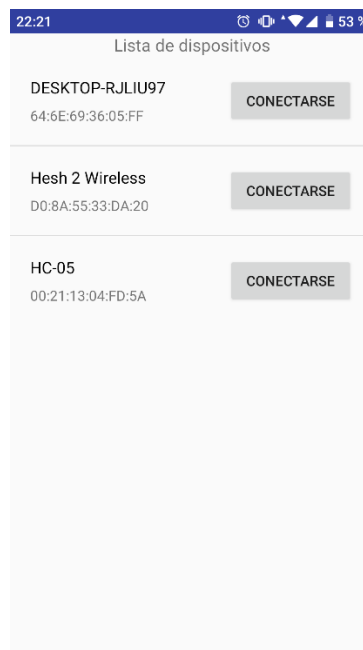 22:21 53 %
Lista de dispositivos
DESKTOP-RJLIU97
64:6E:69:36:05:FF
CONECTARSE
Hesh 2 Wireless
D0:8A:55:33:DA:20
CONECTARSE
HC-05
00:21:13:04:FD:5A
CONECTARSE